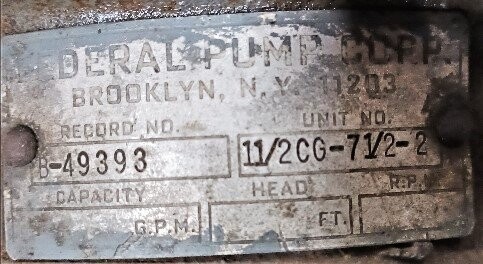 DERAL PUMP CORP.
BROOKLYN, N.Y. 11203
RECORD NO. UNIT NO.
B-49393 11/2CG-71/2-2
CAPACITY HEAD R.P.M
G.P.M. FT.